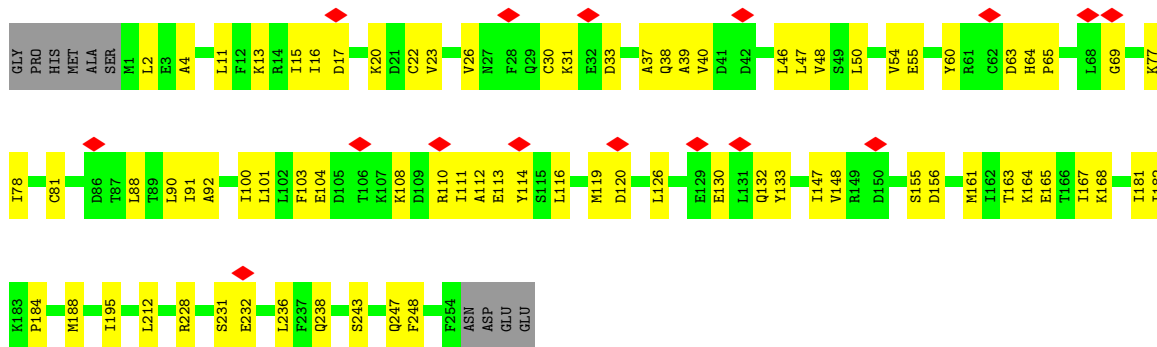 GLY PRO HIS MET ALA SER M1 L2 E3 A4 L11 F12 K13 R14 I15 I16 D17 K20 D21 C22 V23 V26 N27 F28 Q29 C30 K31 E32 D33 A37 Q38 A39 V40 D41 D42 L46 L47 V48 S49 L50 V54 E55 Y60 R61 C62 D63 H64 P65 L68 G69 K77
I78 C81 D86 T87 L88 T89 L90 I91 A92 I100 L101 L102 F103 E104 D105 T106 K107 K108 D109 R110 I111 A112 E113 Y114 S115 L116 M119 D120 L126 E129 E130 L131 Q132 Y133 I147 V148 R149 D150 S155 D156 M161 I162 T163 K164 E165 T166 I167 K168 I181
K183 P184 M188 I195 L212 R228 S231 E232 L236 F237 Q238 S243 Q247 F248 F254 ASN ASP GLU GLU